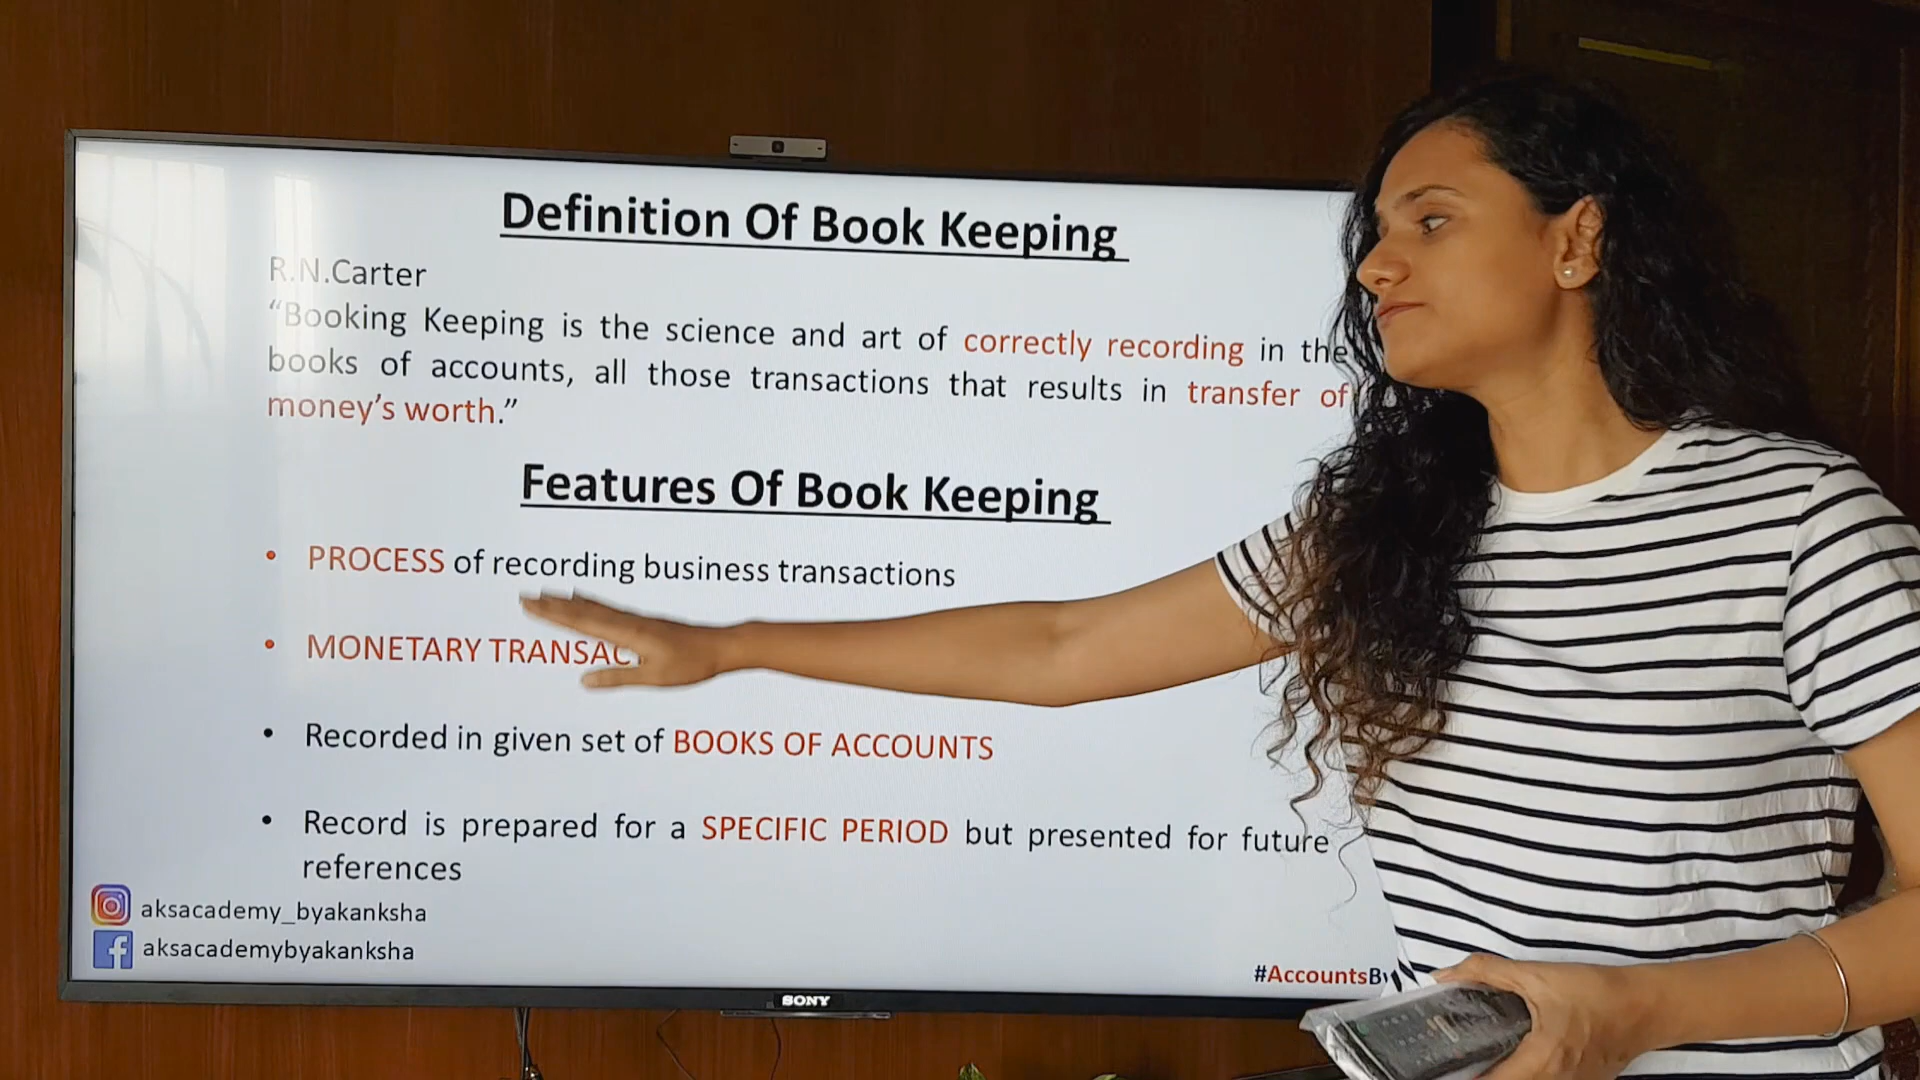 Definition Of Book Keeping
R.N.Carter
“Booking Keeping is the science and art of correctly recording in the
books of accounts, all those transactions that results in transfer of
money’s worth.”
Features Of Book Keeping
• PROCESS of recording business transactions
• MONETARY
• Recorded in given set of BOOKS OF ACCOUNTS
• Record is prepared for a SPECIFIC PERIOD but presented for future
references
aksacademy_byakanksha
aksacademybyakanksha
#AccountsBy
SONY